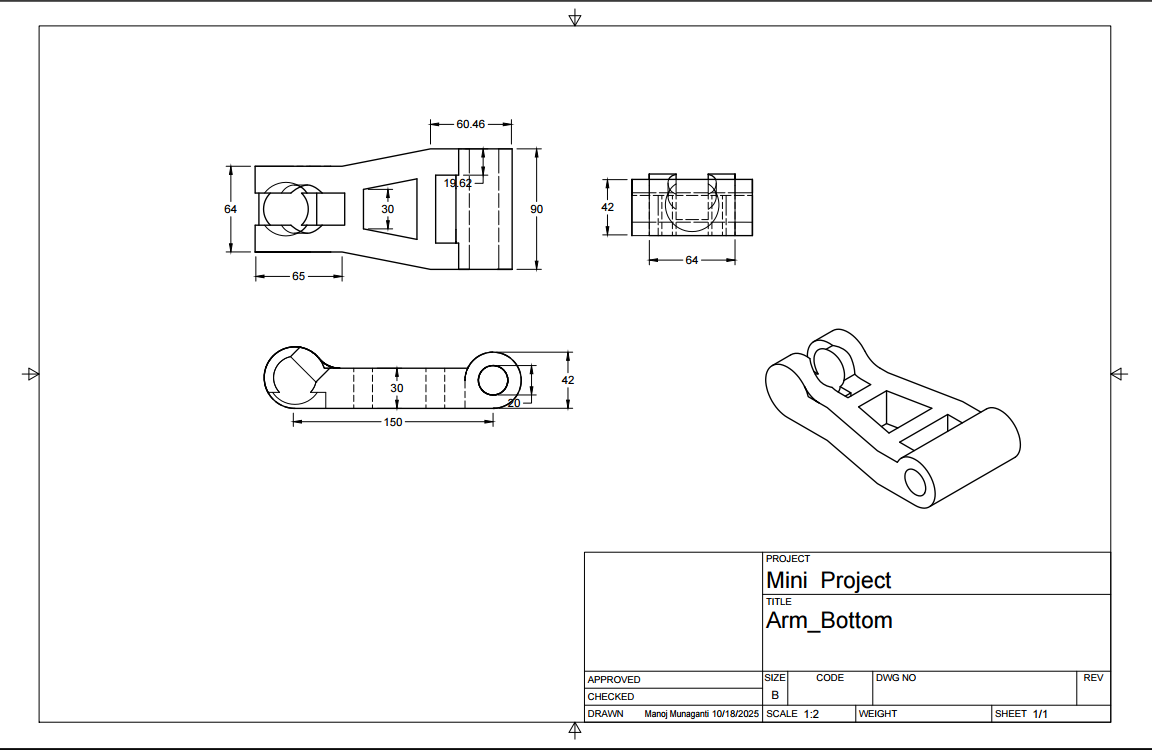 60.46
19.62
64
30
90
65
42
64
30
42
20
150
PROJECT
Mini Project
TITLE
Arm_Bottom
APPROVED
SIZE CODE DWG NO REV
CHECKED
B
DRAWN Manoj Munaganti 10/18/2025 SCALE 1:2 WEIGHT SHEET 1/1